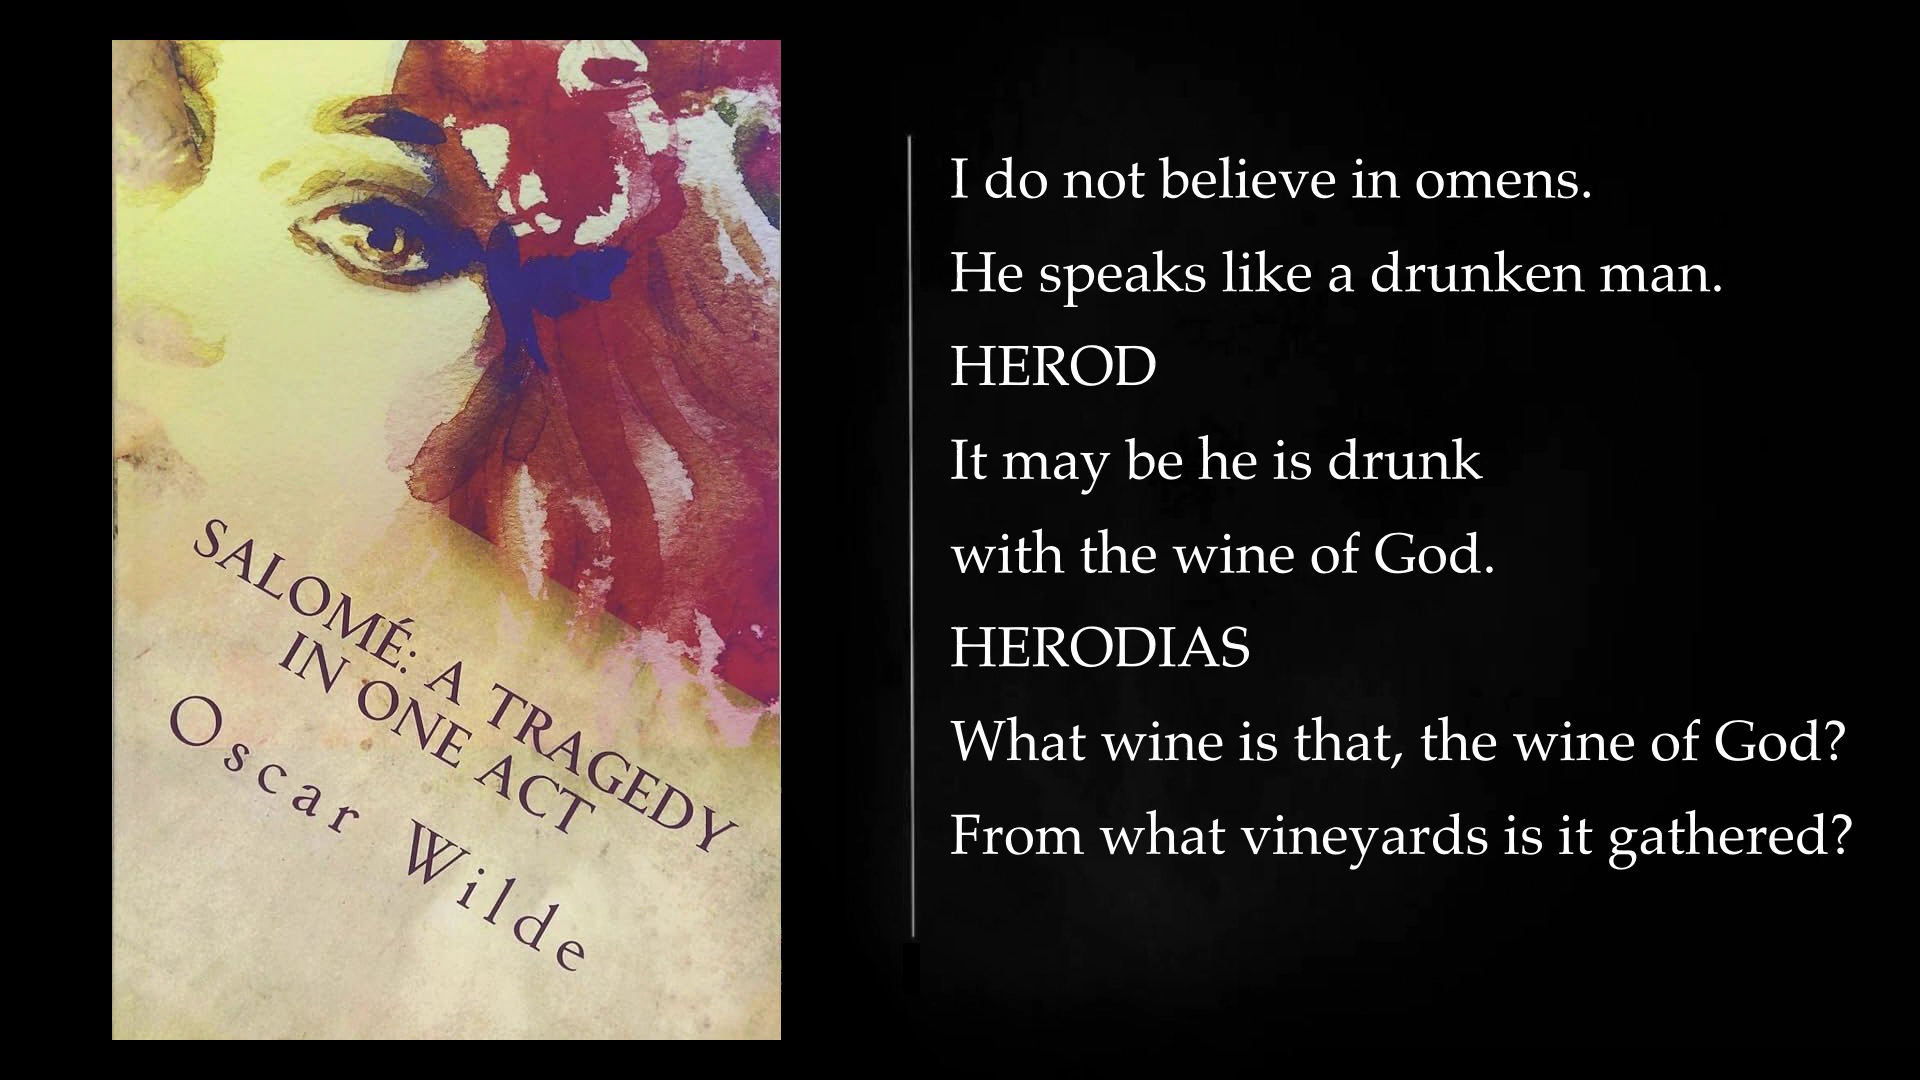 SALOMÉ: A TRAGEDY
IN ONE ACT
Oscar Wilde
I do not believe in omens.
He speaks like a drunken man.
HEROD
It may be he is drunk
with the wine of God.
HERODIAS
What wine is that, the wine of God?
From what vineyards is it gathered?